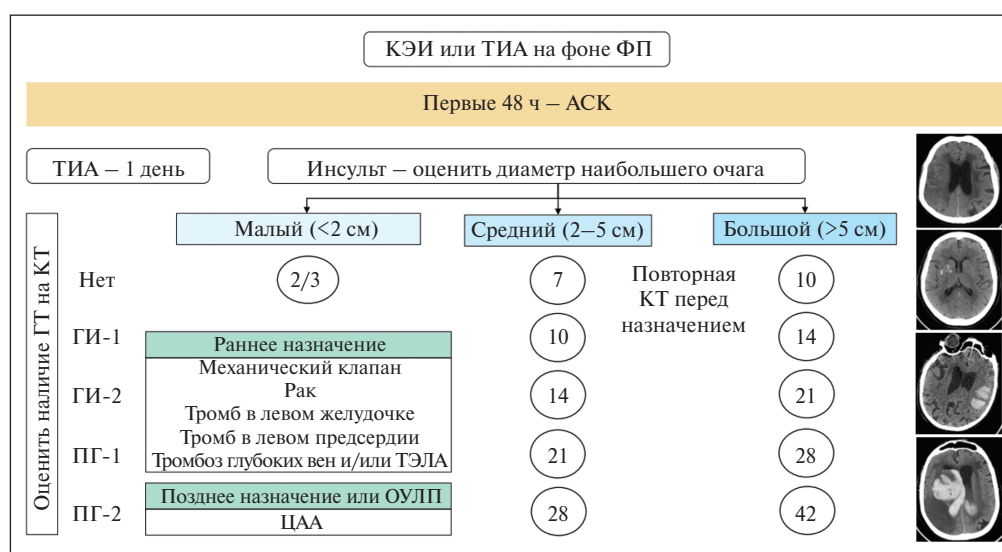 КЭИ или ТИА на фоне ФП
Первые 48 ч – АСК
ТИА – 1 день
Инсульт – оценить диаметр наибольшего очага
Малый (<2 см)
Средний (2–5 см)
Большой (>5 см)
Оценить наличие ГТ на КТ
Нет
2/3
7
Повторная
КТ перед
назначением
10
ГИ-1
10
14
Раннее назначение
Механический клапан
Рак
Тромб в левом желудочке
Тромб в левом предсердии
Тромбоз глубоких вен и/или ТЭЛА
ГИ-2
14
21
ПГ-1
21
28
Позднее назначение или ОУЛП
ЦАА
ПГ-2
28
42